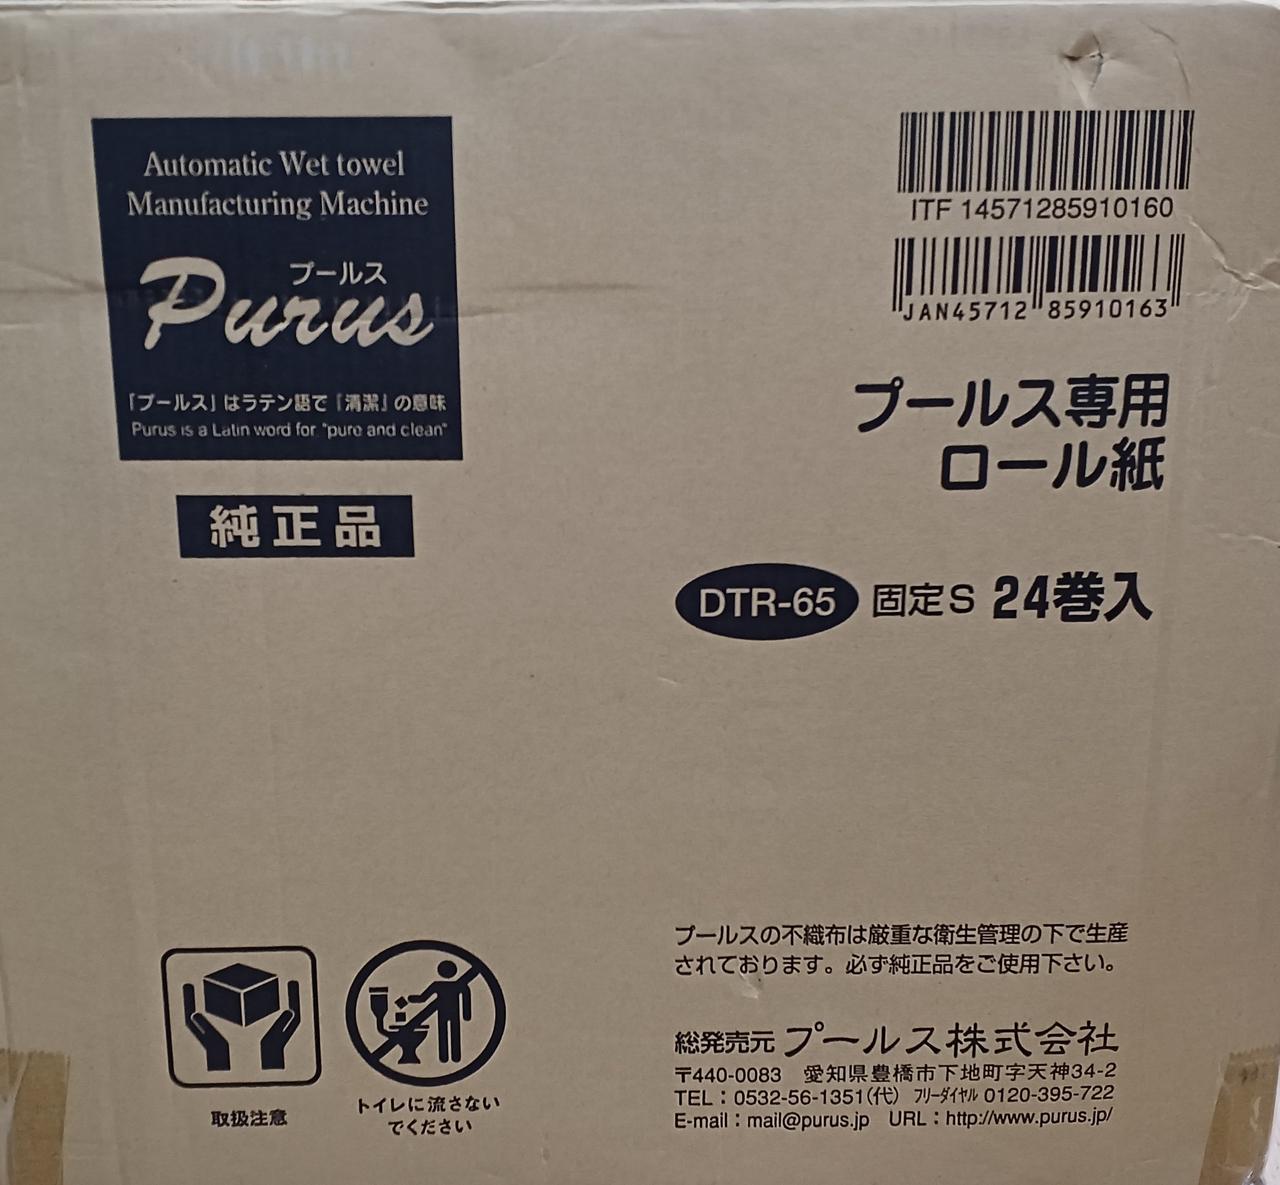 Automatic Wet towel
Manufacturing Machine
プールス
Purus
「プールス」はラテン語で『清潔』の意味
Purus is a Latin word for "pure and clean"
純正品
ITF 14571285910160
JAN45712 85910163
プールス専用
ロール紙
DTR-65 固定S 24巻入
取扱注意
トイレに流さない
でください
プールスの不織布は厳重な衛生管理の下で生産
されております。必ず純正品をご使用下さい。
総発売元 プールス株式会社
〒440-0083 愛知県豊橋市下地町字天神34-2
TEL：0532-56-1351(代) フリーダイヤル 0120-395-722
E-mail：mail@purus.jp URL：http://www.purus.jp/